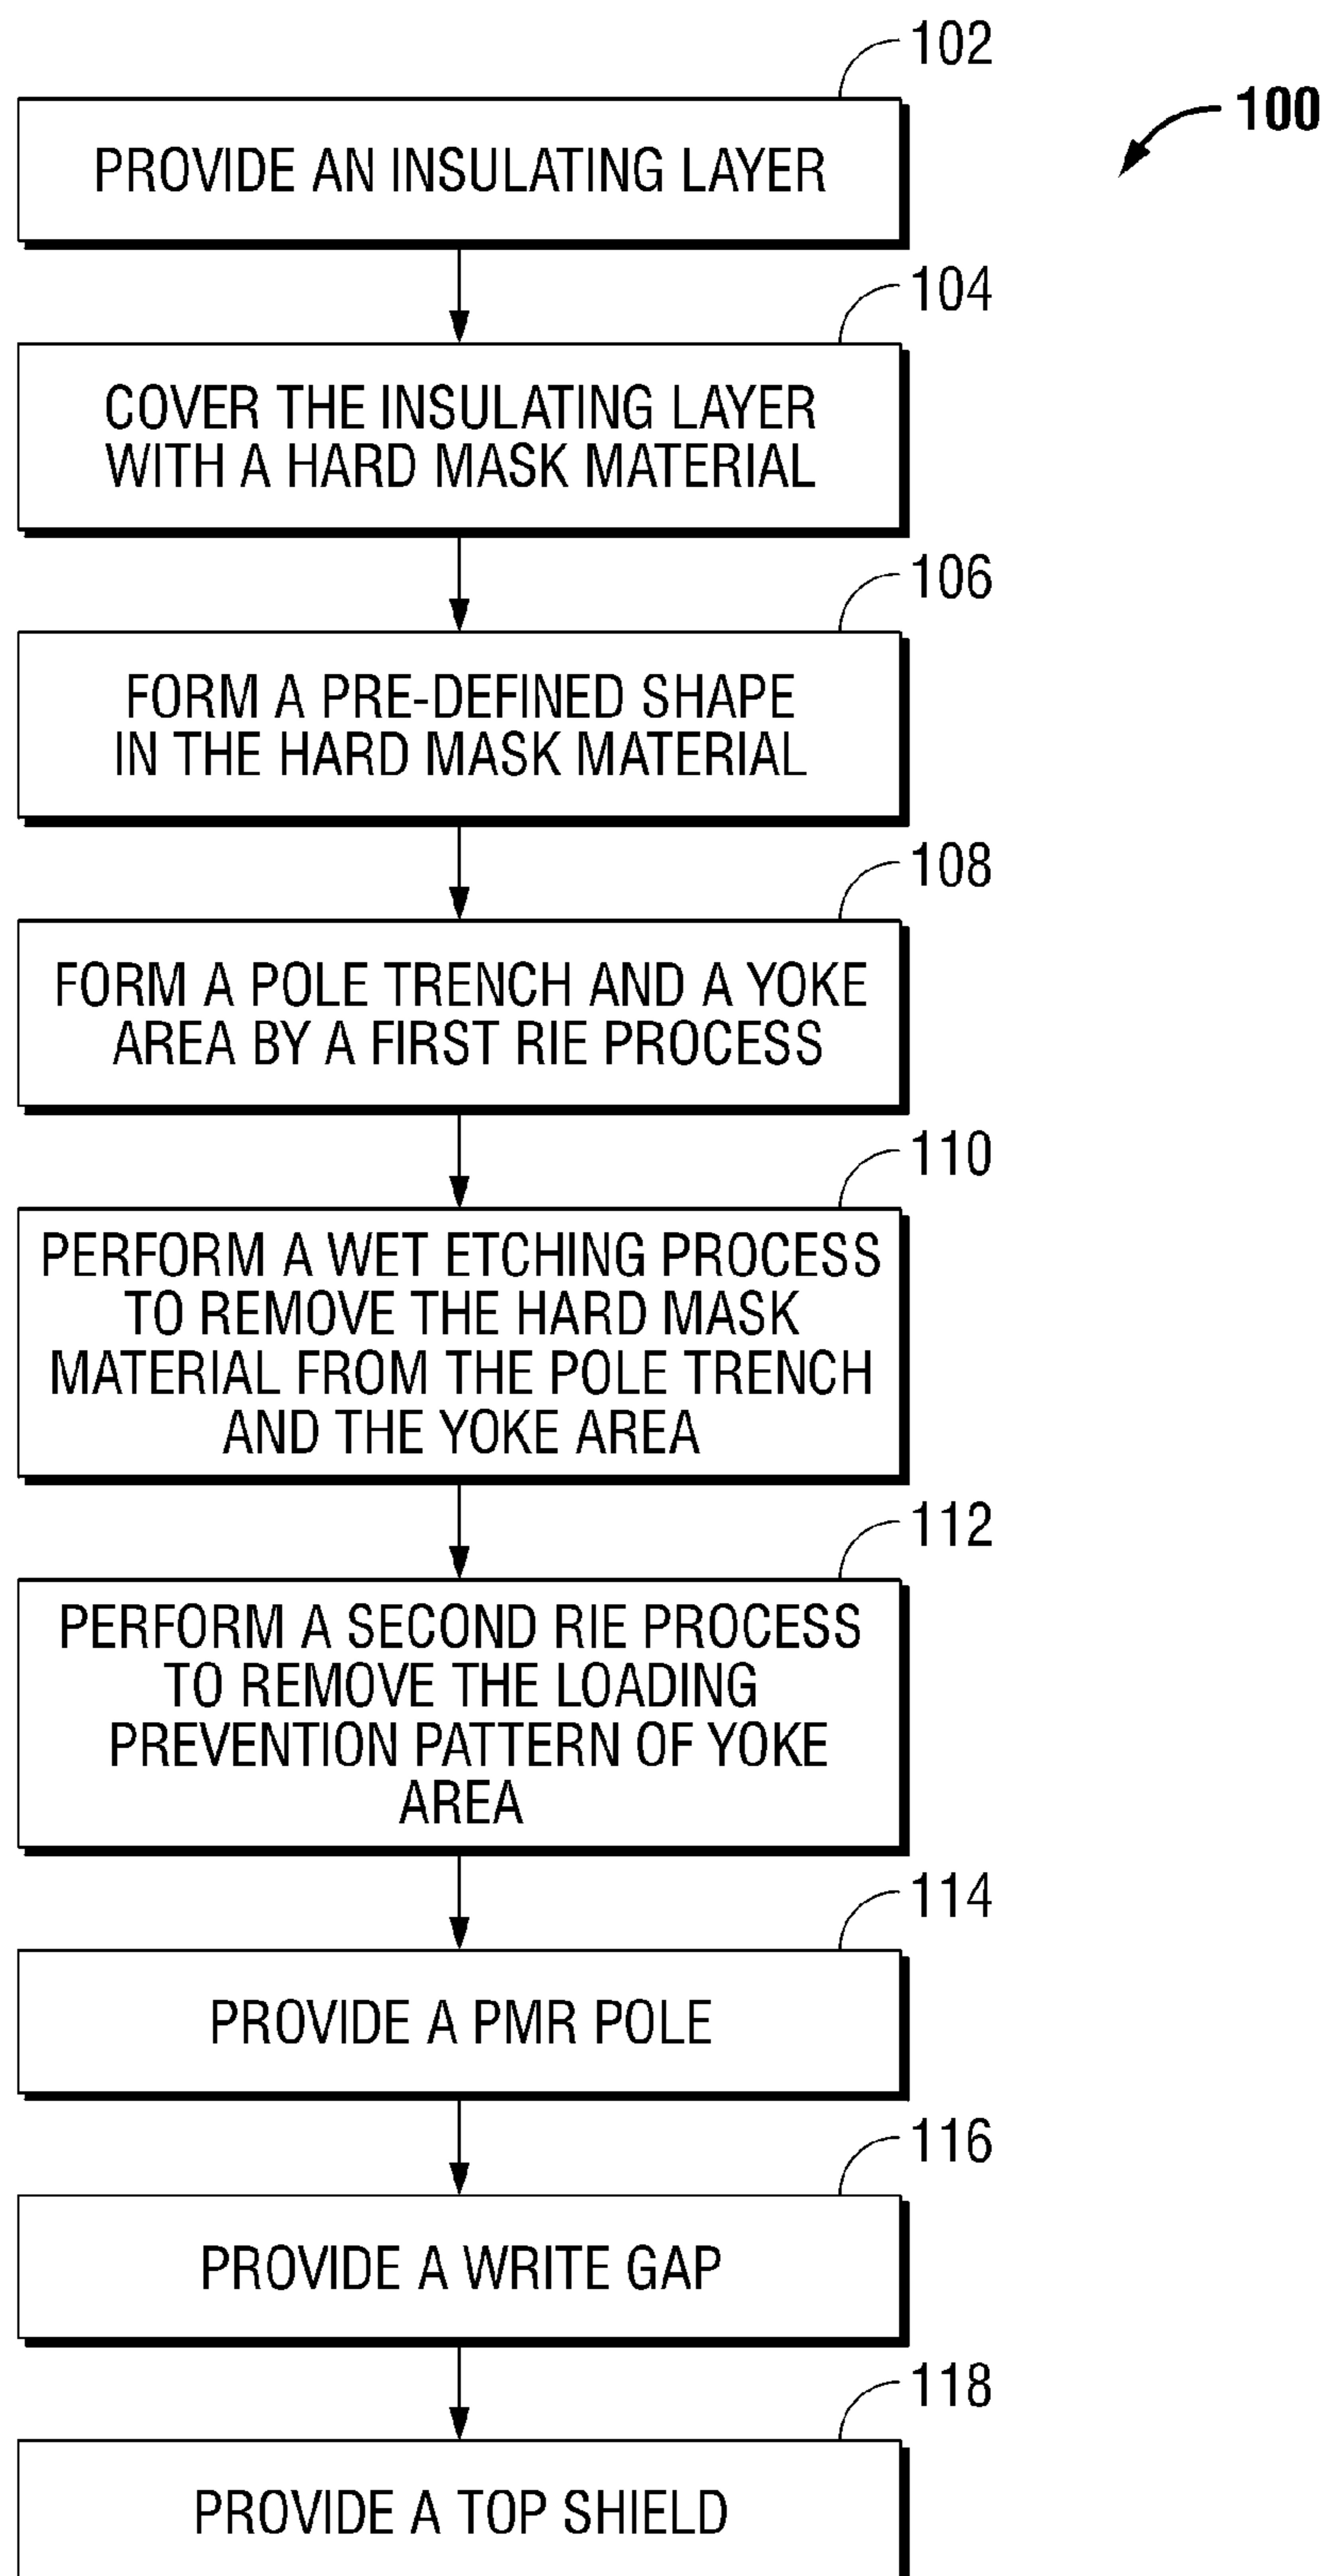 102
100
PROVIDE AN INSULATING LAYER
104
COVER THE INSULATING LAYER
WITH A HARD MASK MATERIAL
106
FORM A PRE-DEFINED SHAPE
IN THE HARD MASK MATERIAL
108
FORM A POLE TRENCH AND A YOKE
AREA BY A FIRST RIE PROCESS
110
PERFORM A WET ETCHING PROCESS
TO REMOVE THE HARD MASK
MATERIAL FROM THE POLE TRENCH
AND THE YOKE AREA
112
PERFORM A SECOND RIE PROCESS
TO REMOVE THE LOADING
PREVENTION PATTERN OF YOKE
AREA
114
PROVIDE A PMR POLE
116
PROVIDE A WRITE GAP
118
PROVIDE A TOP SHIELD